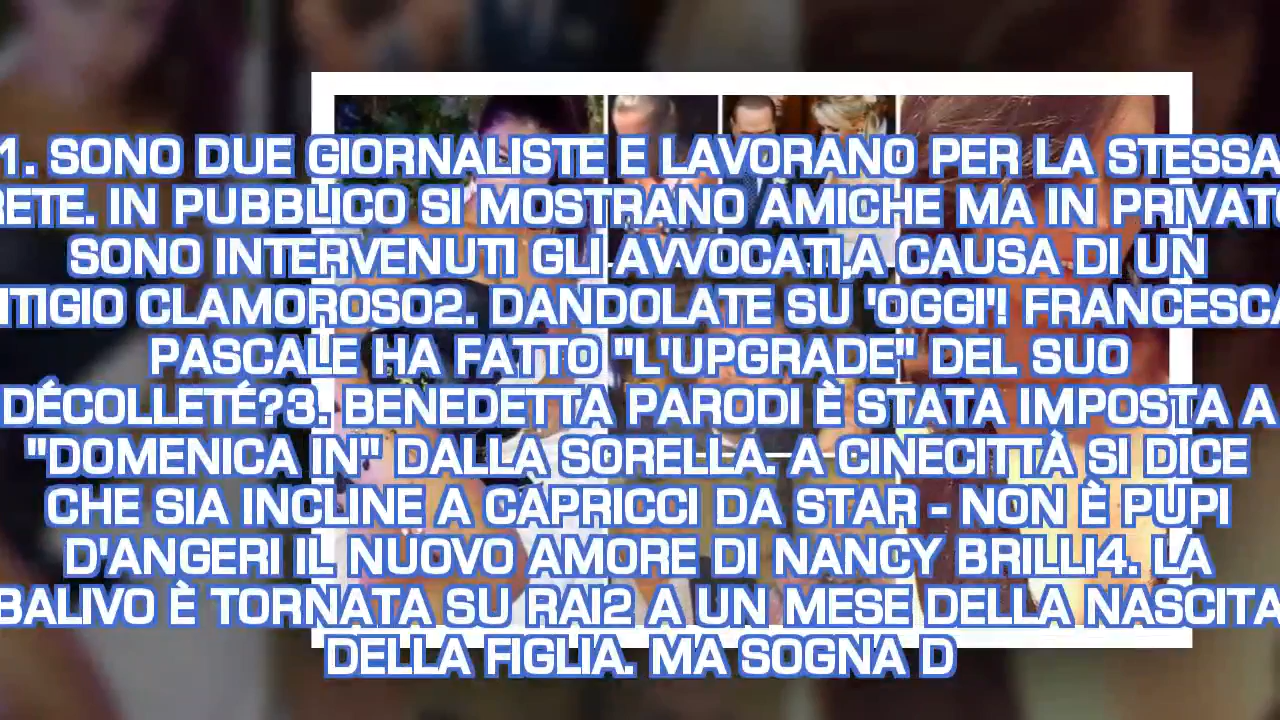 1. SONO DUE GIORNALISTE E LAVORANO PER LA STESSA
RETE. IN PUBBLICO SI MOSTRANO AMICHE MA IN PRIVATO
SONO INTERVENUTI GLI AVVOCATI,A CAUSA DI UN
ITIGIO CLAMOROSO2. DANDOLATE SU 'OGGI'! FRANCESCA
PASCALE HA FATTO "L'UPGRADE" DEL SUO
DÉCOLLETÉ?3. BENEDETTA PARODI È STATA IMPOSTA A
"DOMENICA IN" DALLA SORELLA. A CINECITTÀ SI DICE
CHE SIA INCLINE A CAPRICCI DA STAR - NON È PUPI
D'ANGERI IL NUOVO AMORE DI NANCY BRILLI4. LA
BALIVO È TORNATA SU RAI2 A UN MESE DELLA NASCITA
DELLA FIGLIA. MA SOGNA D